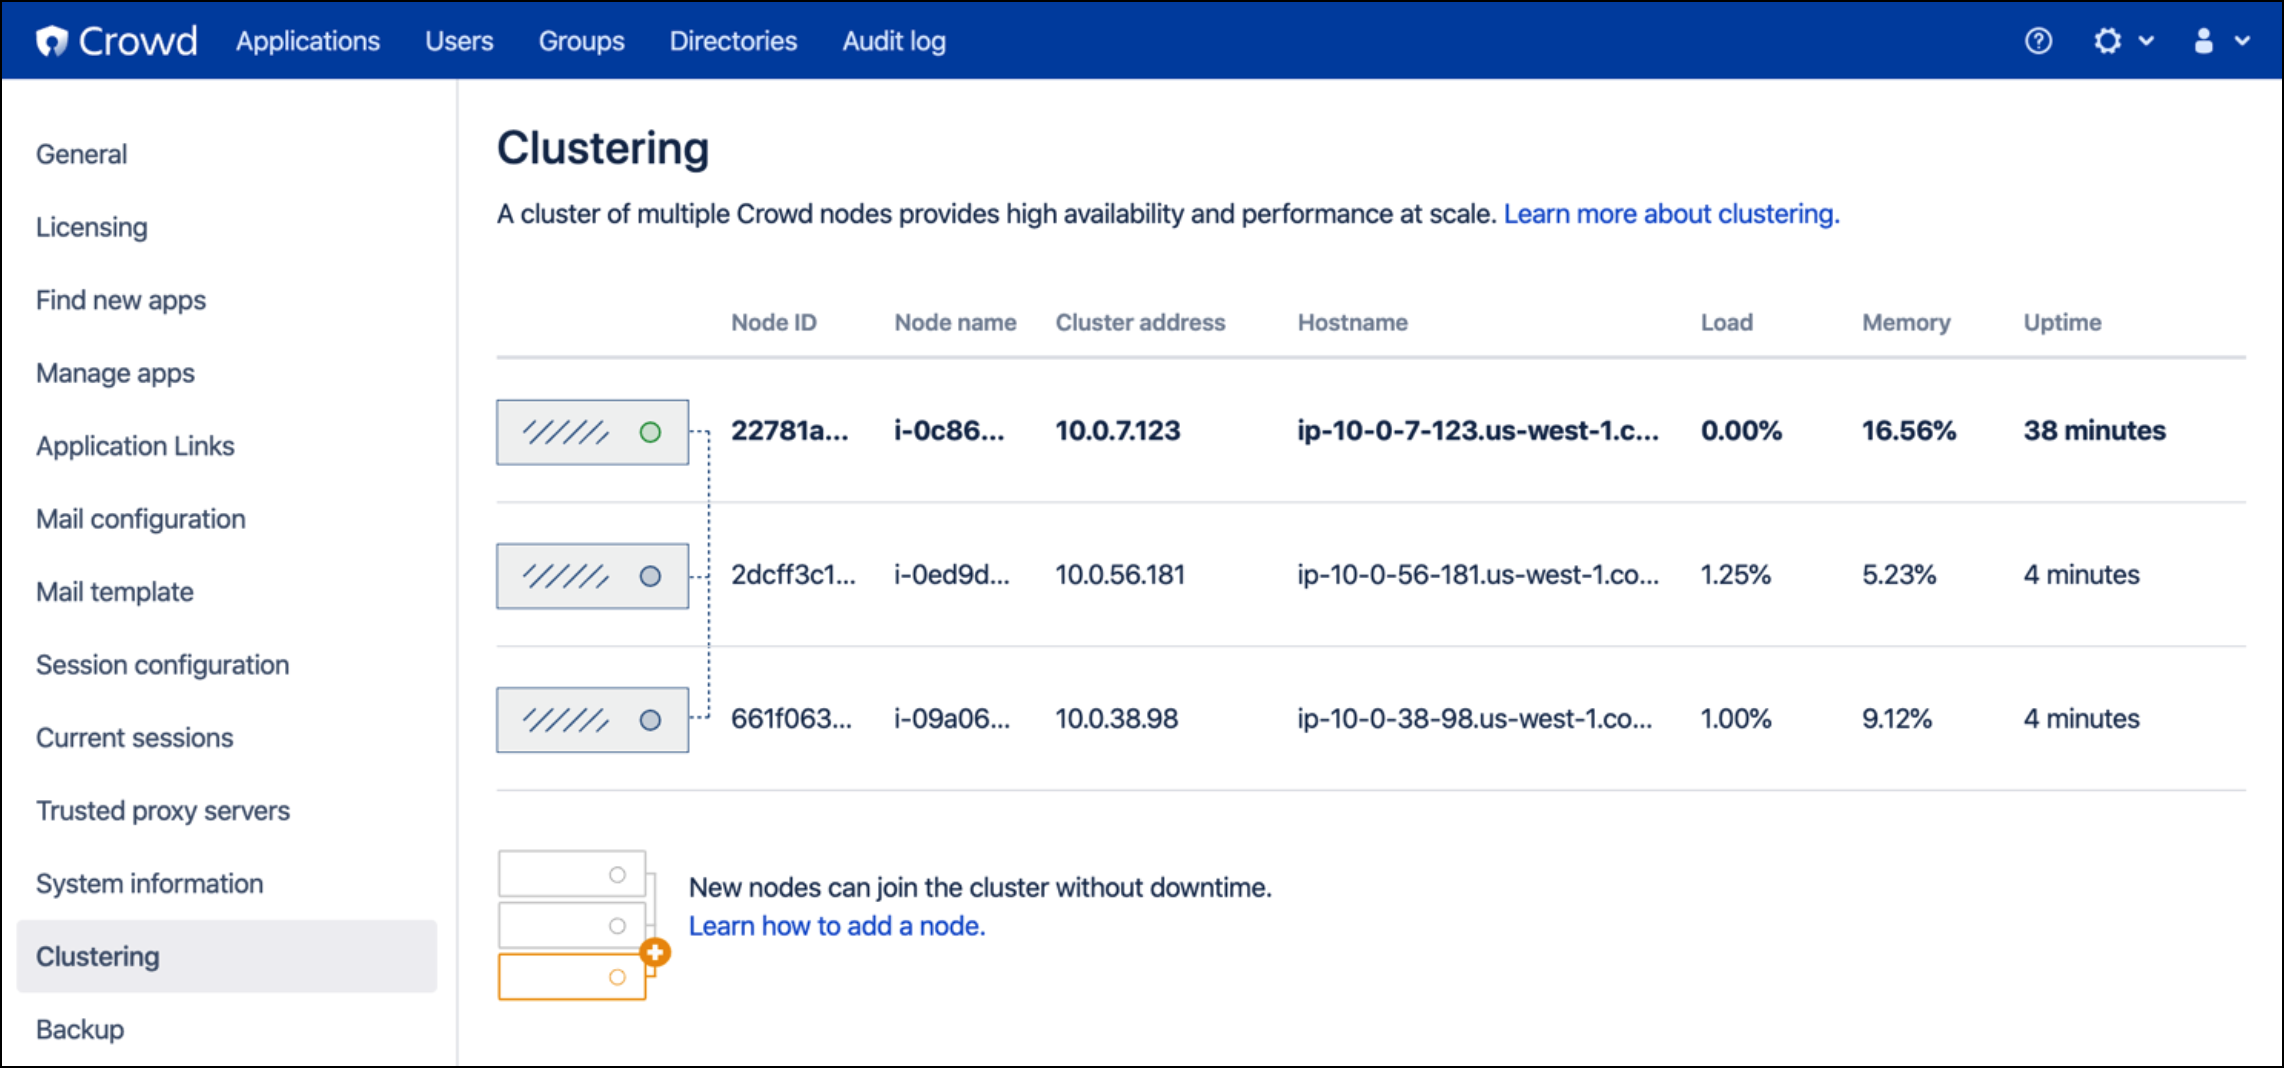 Crowd Applications Users Groups Directories Audit log
General
Licensing
Find new apps
Manage apps
Application Links
Mail configuration
Mail template
Session configuration
Current sessions
Trusted proxy servers
System information
Clustering
Backup
Clustering
A cluster of multiple Crowd nodes provides high availability and performance at scale. Learn more about clustering.
Node ID Node name Cluster address Hostname Load Memory Uptime
22781a... i-0c86... 10.0.7.123 ip-10-0-7-123.us-west-1.c... 0.00% 16.56% 38 minutes
2dcff3c1... i-0ed9d... 10.0.56.181 ip-10-0-56-181.us-west-1.co... 1.25% 5.23% 4 minutes
661f063... i-09a06... 10.0.38.98 ip-10-0-38-98.us-west-1.co... 1.00% 9.12% 4 minutes
New nodes can join the cluster without downtime.
Learn how to add a node.